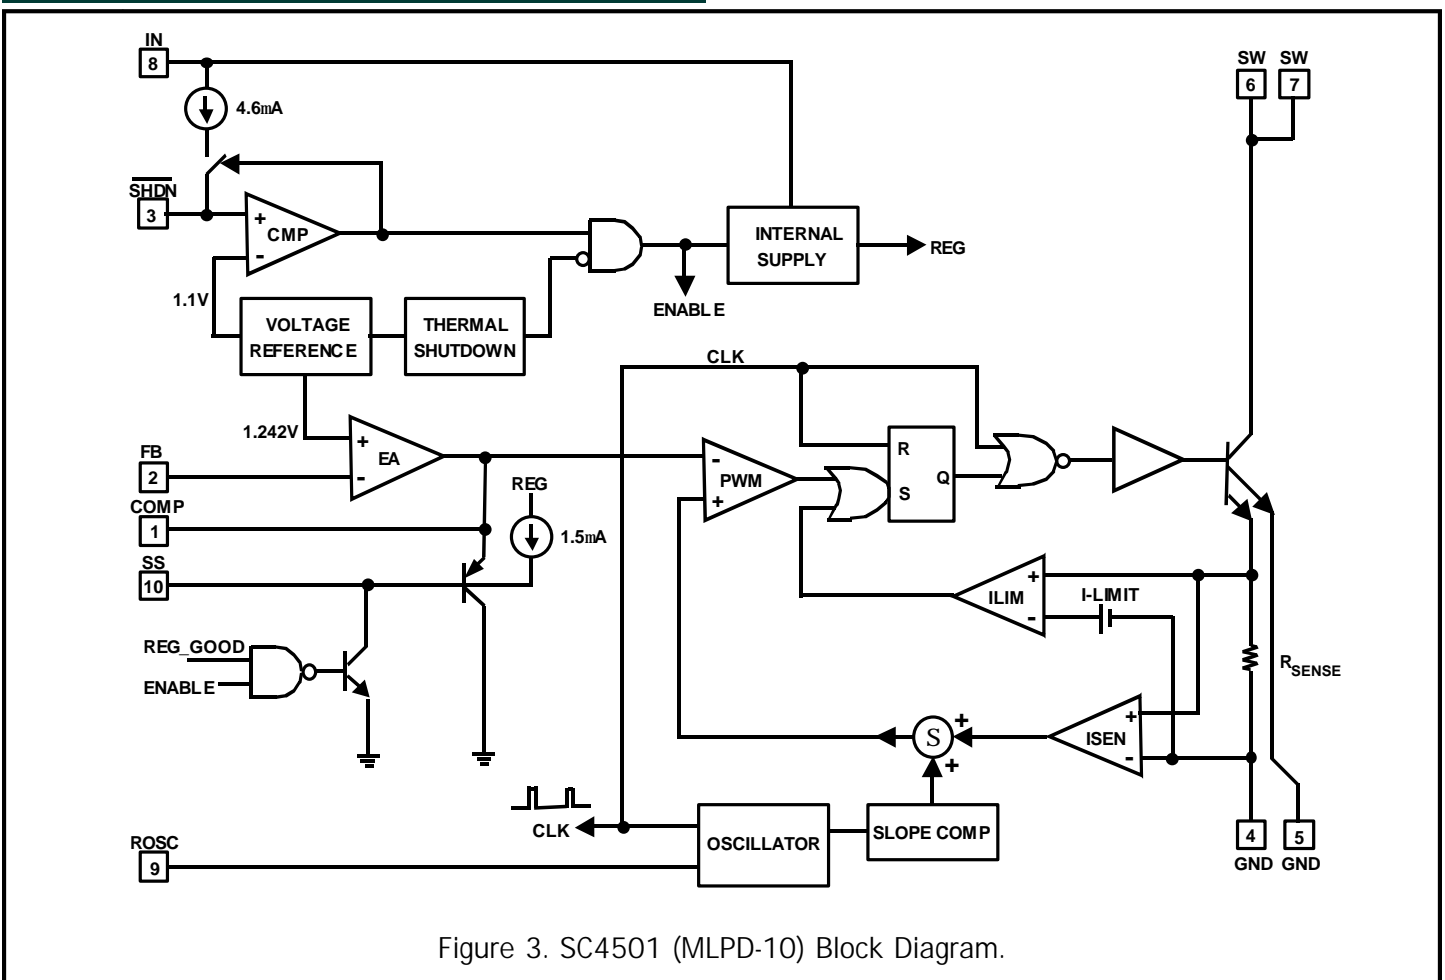 IN
8
4.6mA
SHDN
3
+
CMP
-
1.1V
VOLTAGE
REFERENCE
THERMAL
SHUTDOWN
ENABLE
INTERNAL
SUPPLY
REG
SW SW
6 7
CLK
1.242V
FB
2
+
EA
-
COMP
1
SS
10
REG
1.5mA
-
PWM
+
R
S
Q
REG_GOOD
ENABLE
+
ILIM
-
I-LIMIT
RSENSE
+
ISEN
-
S
+
+
CLK
OSCILLATOR
SLOPE COMP
ROSC
9
4 5
GND GND
Figure 3. SC4501 (MLPD-10) Block Diagram.